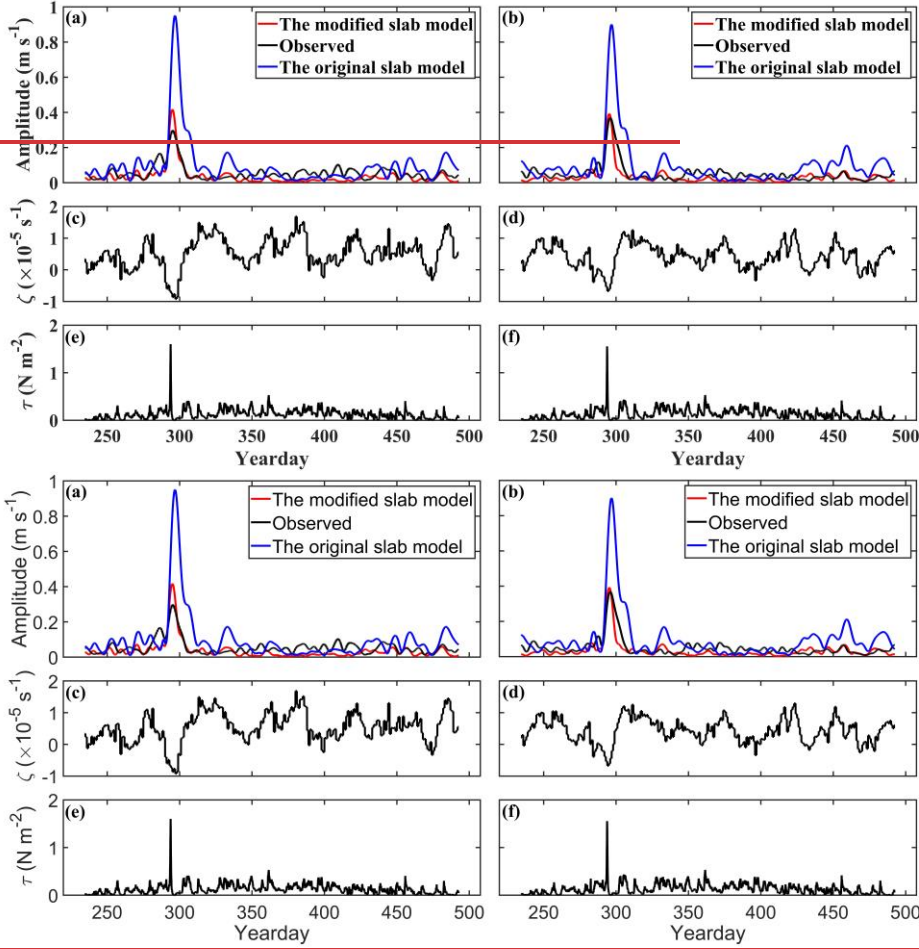 (a)
The modified slab model
Observed
The original slab model
Amplitude (m s⁻¹)
1
0.8
0.6
0.4
0.2
0
(b)
The modified slab model
Observed
The original slab model
(c)
ζ (×10⁻⁵ s⁻¹)
2
1
0
-1
(d)
(e)
τ (N m⁻²)
2
1
0
250 300 350 400 450 500
Yearday
(f)
250 300 350 400 450 500
Yearday
(a)
The modified slab model
Observed
The original slab model
Amplitude (m s⁻¹)
1
0.8
0.6
0.4
0.2
0
(b)
The modified slab model
Observed
The original slab model
(c)
ζ (×10⁻⁵ s⁻¹)
2
1
0
-1
(d)
(e)
τ (N m⁻²)
2
1
0
250 300 350 400 450 500
Yearday
(f)
250 300 350 400 450 500
Yearday